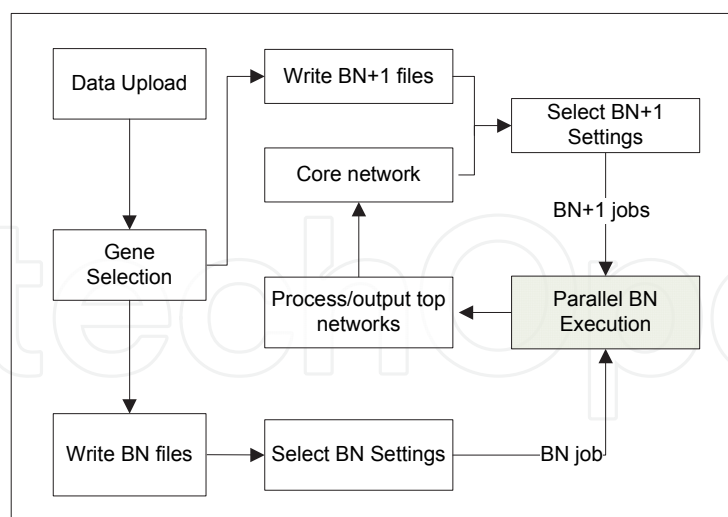 Data Upload
Write BN+1 files
Select BN+1
Settings
Core network
BN+1 jobs
Gene
Selection
Process/output top
networks
Parallel BN
Execution
Write BN files
Select BN Settings
BN job